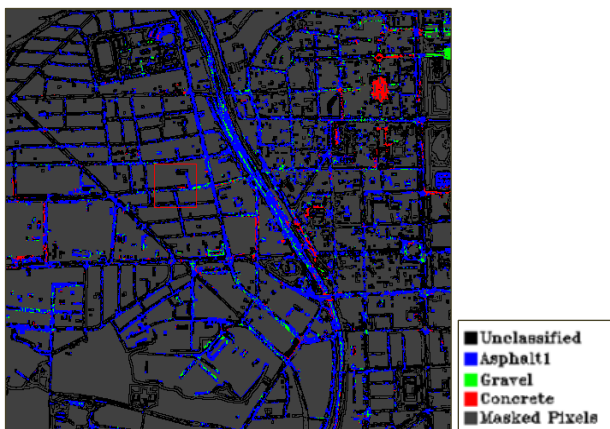 Unclassified
Asphalt1
Gravel
Concrete
Masked Pixels